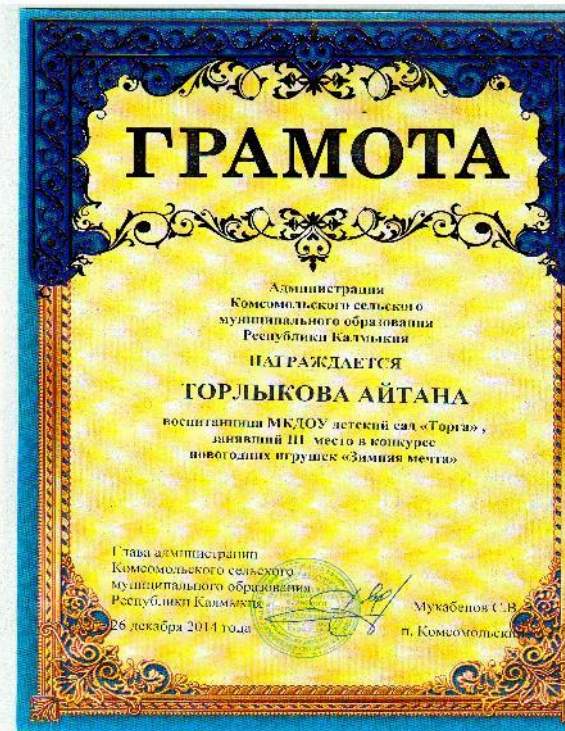 ГРАМОТА
Администрация
Комсомольского сельского
муниципального образования
Республики Калмыкия
НАГРАЖДАЕТСЯ
ТОРЛЫКОВА АЙТАНА
воспитанница МКДОУ детский сад «Торга» ,
занявший III место в конкурсе
новогодних игрушек «Зимняя мечта»
Глава администрации
Комсомольского сельского
муниципального образования
Республики Калмыкия
Мукабенов С.В.
26 декабря 2014 года
п. Комсомольский